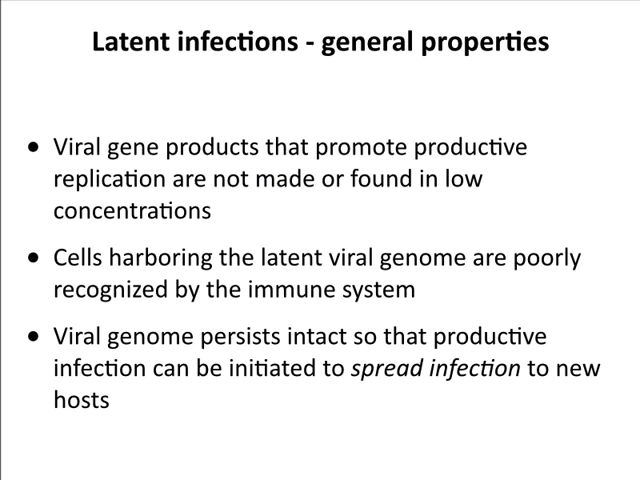 Latent infections - general properties
● Viral gene products that promote productive
replication are not made or found in low
concentrations
● Cells harboring the latent viral genome are poorly
recognized by the immune system
● Viral genome persists intact so that productive
infection can be initiated to spread infection to new
hosts